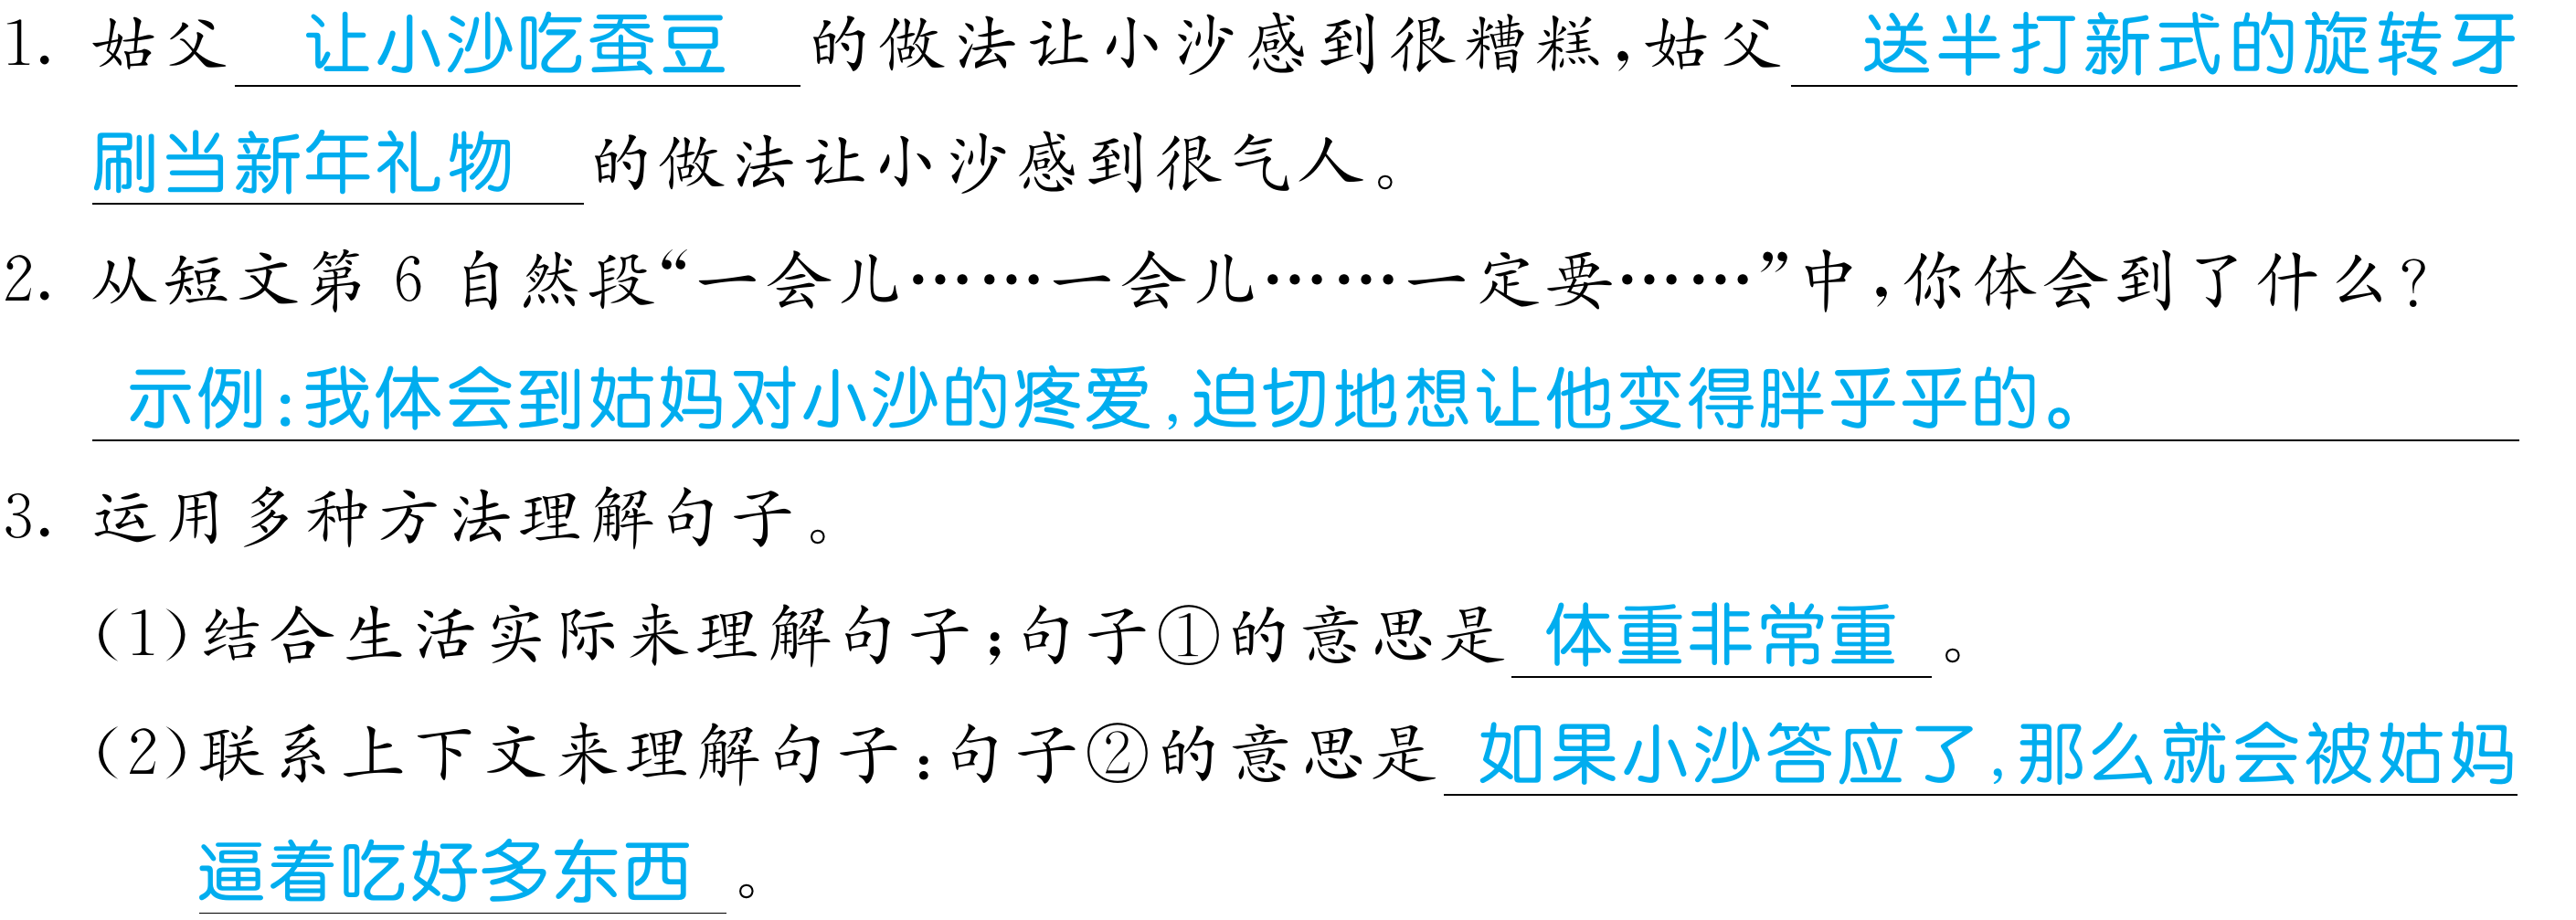 1. 姑父 让小沙吃蚕豆 的做法让小沙感到很糟糕,姑父 送半打新式的旋转牙
刷当新年礼物 的做法让小沙感到很气人。
2. 从短文第 6 自然段“一会儿……一会儿……一定要……”中,你体会到了什么?
示例:我体会到姑妈对小沙的疼爱,迫切地想让他变得胖乎乎的。
3. 运用多种方法理解句子。
(1)结合生活实际来理解句子;句子①的意思是 体重非常重 。
(2)联系上下文来理解句子:句子②的意思是 如果小沙答应了,那么就会被姑妈
逼着吃好多东西 。